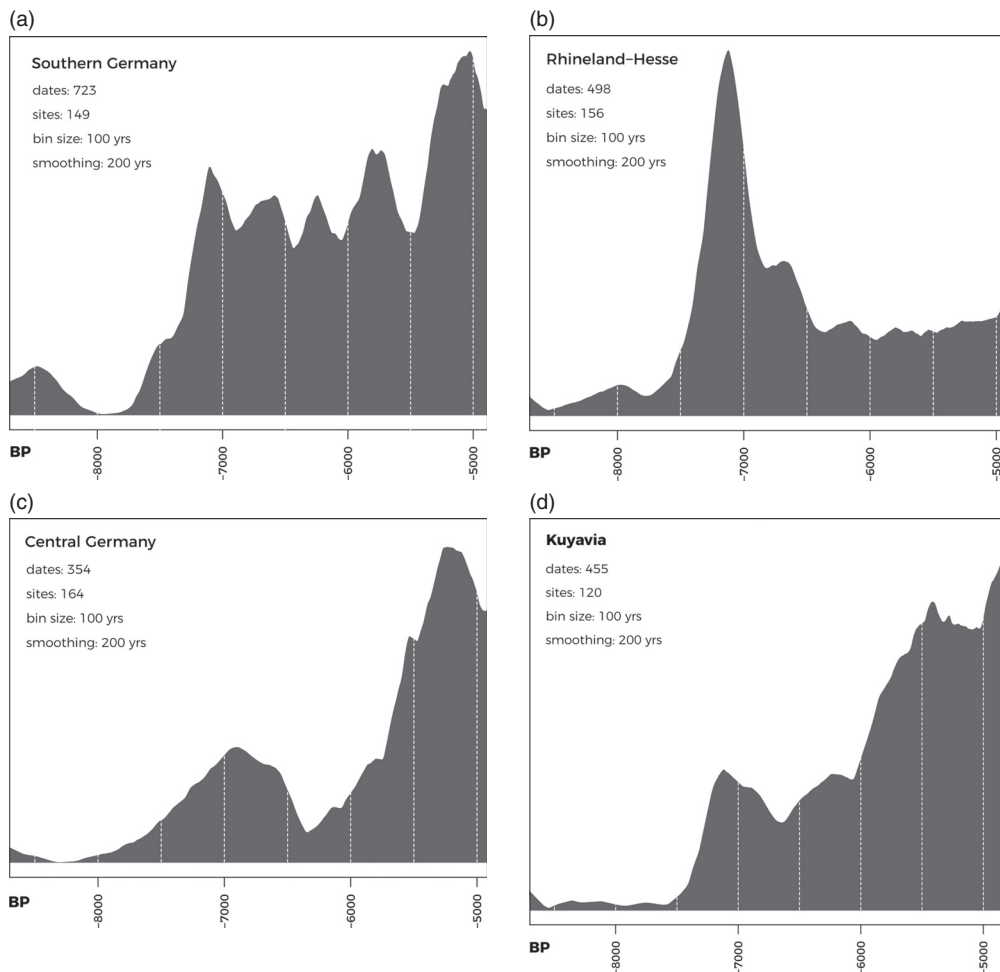 (a)
Southern Germany
dates: 723
sites: 149
bin size: 100 yrs
smoothing: 200 yrs
BP
-8000
-7000
-6000
-5000
(b)
Rhineland–Hesse
dates: 498
sites: 156
bin size: 100 yrs
smoothing: 200 yrs
BP
-8000
-7000
-6000
-5000
(c)
Central Germany
dates: 354
sites: 164
bin size: 100 yrs
smoothing: 200 yrs
BP
-8000
-7000
-6000
-5000
(d)
Kuyavia
dates: 455
sites: 120
bin size: 100 yrs
smoothing: 200 yrs
BP
-8000
-7000
-6000
-5000